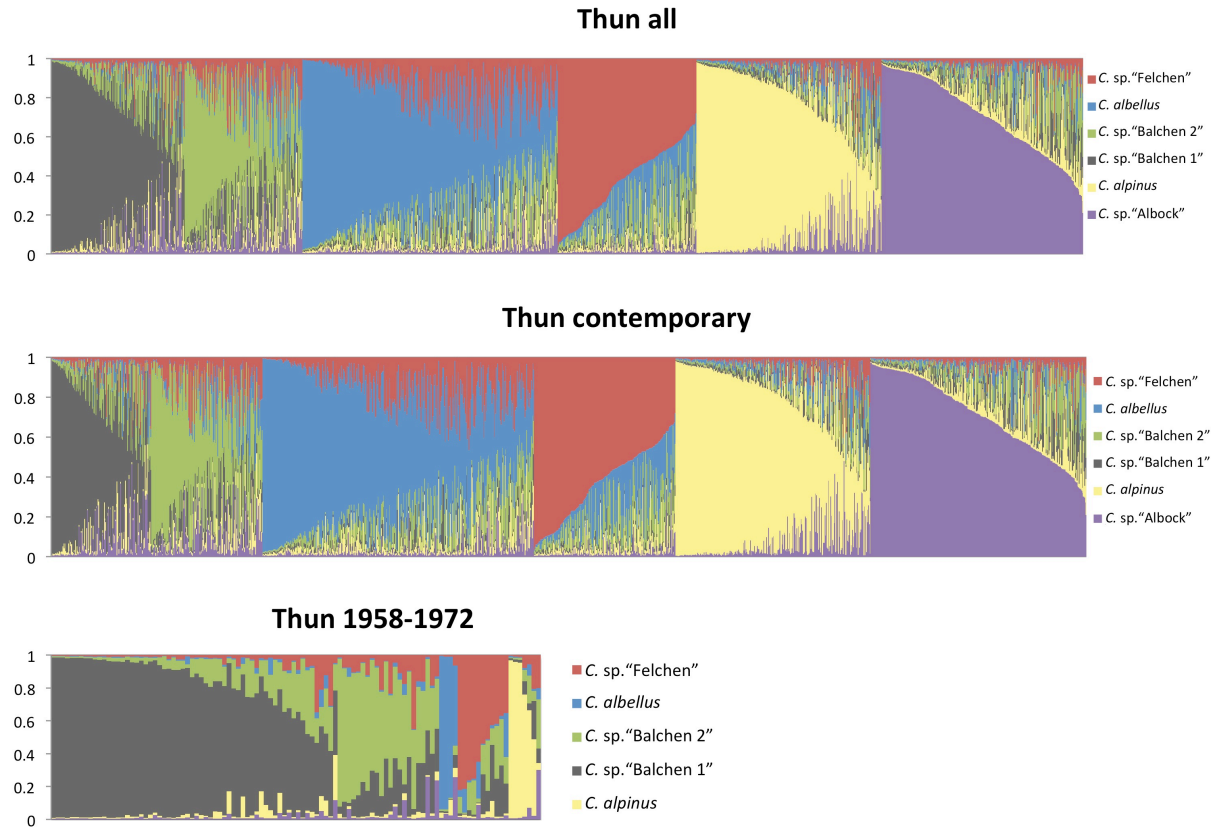 Thun all
1
0.8
0.6
0.4
0.2
0
C. sp.“Felchen”
C. albellus
C. sp.“Balchen 2”
C. sp.“Balchen 1”
C. alpinus
C. sp.“Albock”
Thun contemporary
1
0.8
0.6
0.4
0.2
0
C. sp.“Felchen”
C. albellus
C. sp.“Balchen 2”
C. sp.“Balchen 1”
C. alpinus
C. sp.“Albock”
Thun 1958-1972
1
0.8
0.6
0.4
0.2
0
C. sp.“Felchen”
C. albellus
C. sp.“Balchen 2”
C. sp.“Balchen 1”
C. alpinus